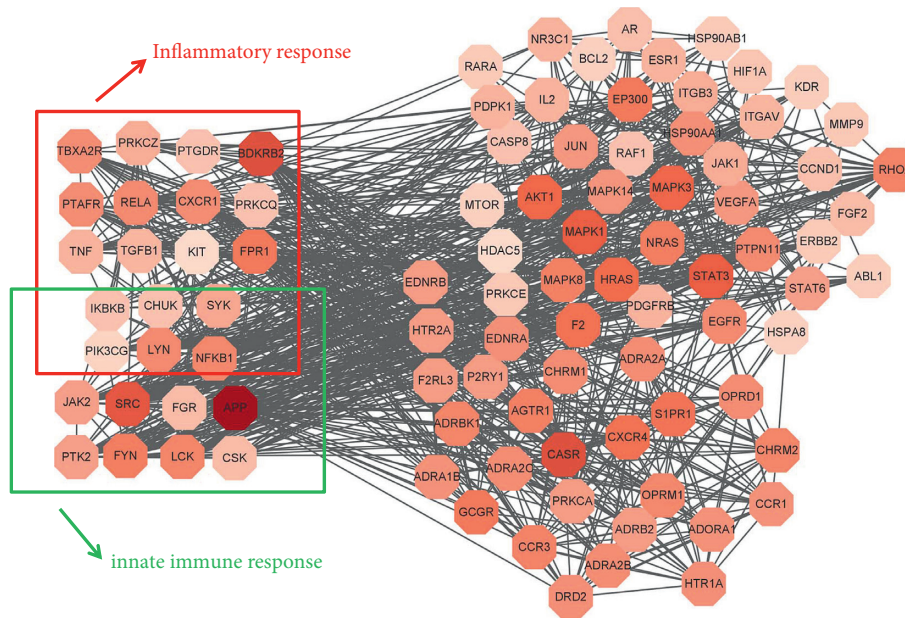 Inflammatory response
TBXA2R PRKCZ PTGDR BDKRB2
PTAFR RELA CXCR1 PRKCQ
TNF TGFB1 KIT FPR1
IKBKB CHUK SYK
PIK3CG LYN NFKB1
JAK2 SRC FGR APP
PTK2 FYN LCK CSK
innate immune response
NR3C1 AR HSP90AB1
RARA BCL2 ESR1 HIF1A
PDPK1 IL2 EP300 ITGB3 KDR
CASP8 JUN HSP90AA1 ITGAV MMP9
RAF1 JAK1 CCND1 RHO
MTOR AKT1 MAPK14 MAPK3 VEGFA FGF2
HDAC5 MAPK1 NRAS PTPN11 ERBB2
EDNRB PRKCE MAPK8 HRAS STAT3 STAT6 ABL1
PDGFRB
HTR2A EDNRA F2 EGFR HSPA8
F2RL3 P2RY1 CHRM1 ADRA2A
ADRBK1 AGTR1 S1PR1 OPRD1
CXCR4 CHRM2
ADRA1B ADRA2C CASR
PRKCA OPRM1 CCR1
GCGR ADRB2 ADORA1
CCR3 ADRA2B
DRD2 HTR1A